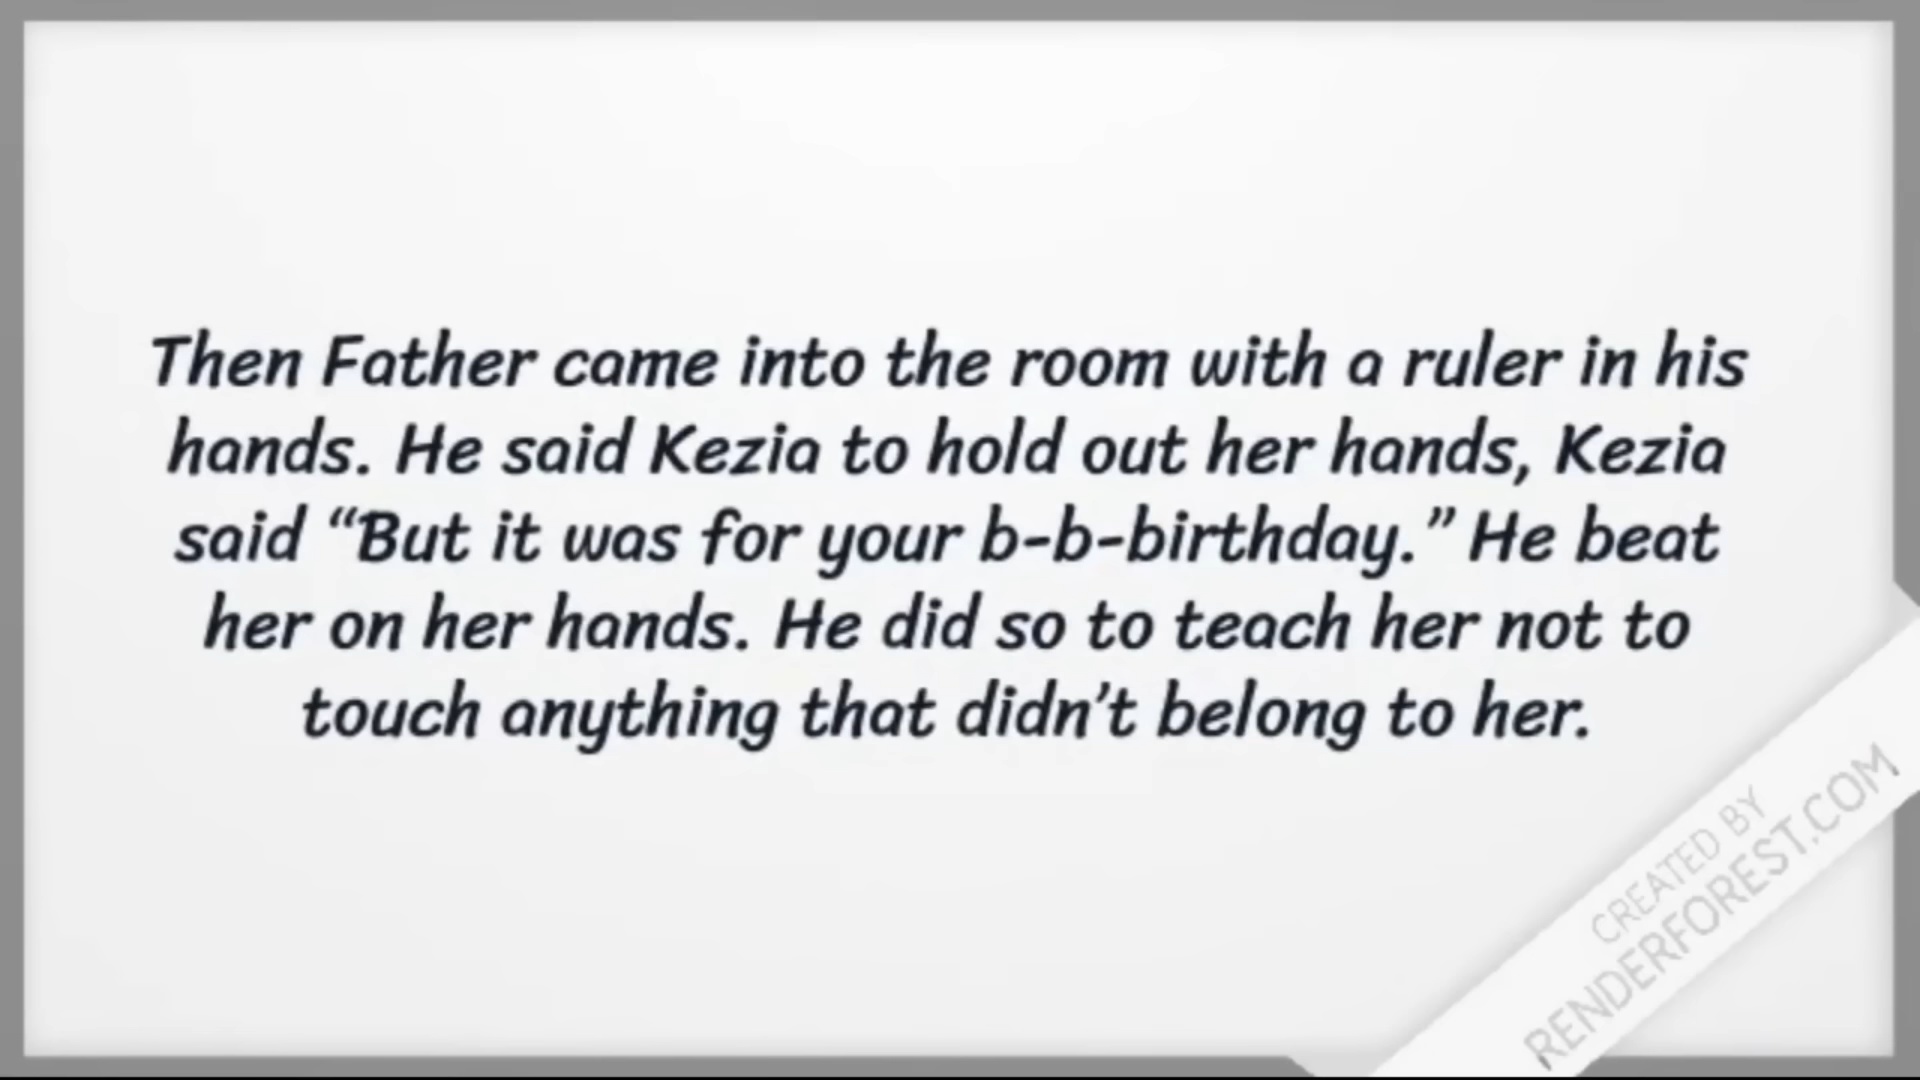 Then Father came into the room with a ruler in his
hands. He said Kezia to hold out her hands, Kezia
said “But it was for your b-b-birthday.” He beat
her on her hands. He did so to teach her not to
touch anything that didn’t belong to her.
CREATED BY
RENDERFOREST.COM